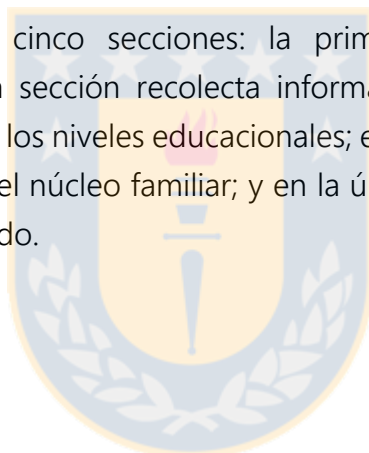 cinco secciones: la prim
sección recolecta informa
los niveles educacionales; e
el núcleo familiar; y en la ú
do.